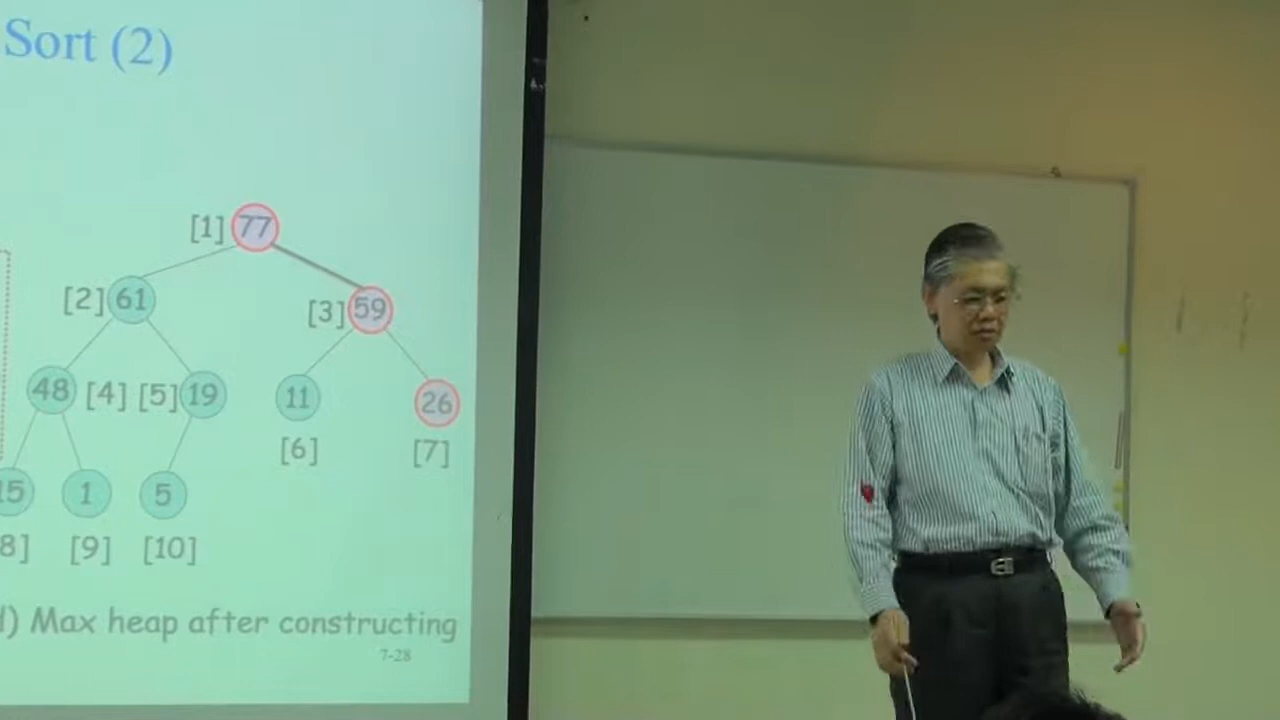 Sort (2)
[1] 77
[2] 61
[3] 59
48 [4] [5] 19 11 26
[6] [7]
15 1 5
8] [9] [10]
d) Max heap after constructing
7-28